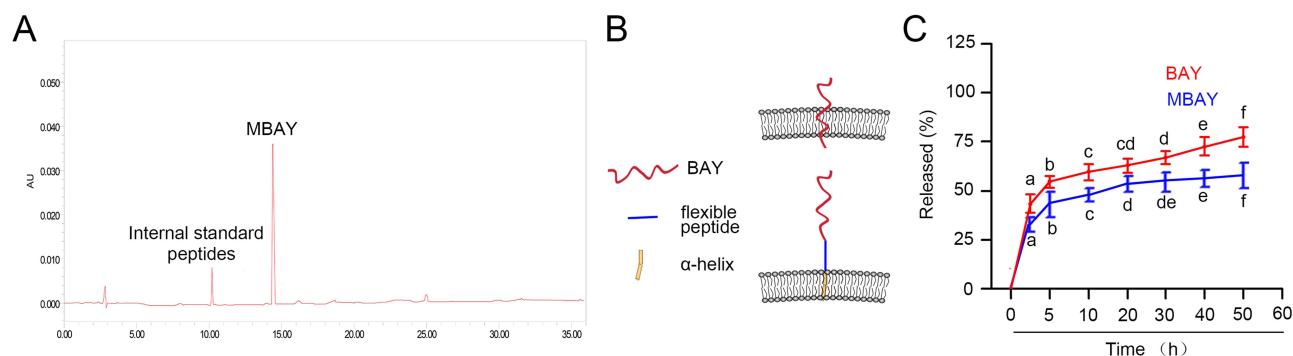 A
0.050
0.040
0.030
0.020
0.010
0.000
AU
MBAY
Internal standard
peptides
0.00
5.00
10.00
15.00
20.00
25.00
30.00
35.00
B
BAY
flexible
peptide
α-helix
C
125
100
75
50
25
0
Released (%)
BAY
MBAY
a
b
c
cd
d
e
f
a
b
c
d
de
e
f
0
5
10
20
30
40
50
60
Time （h）